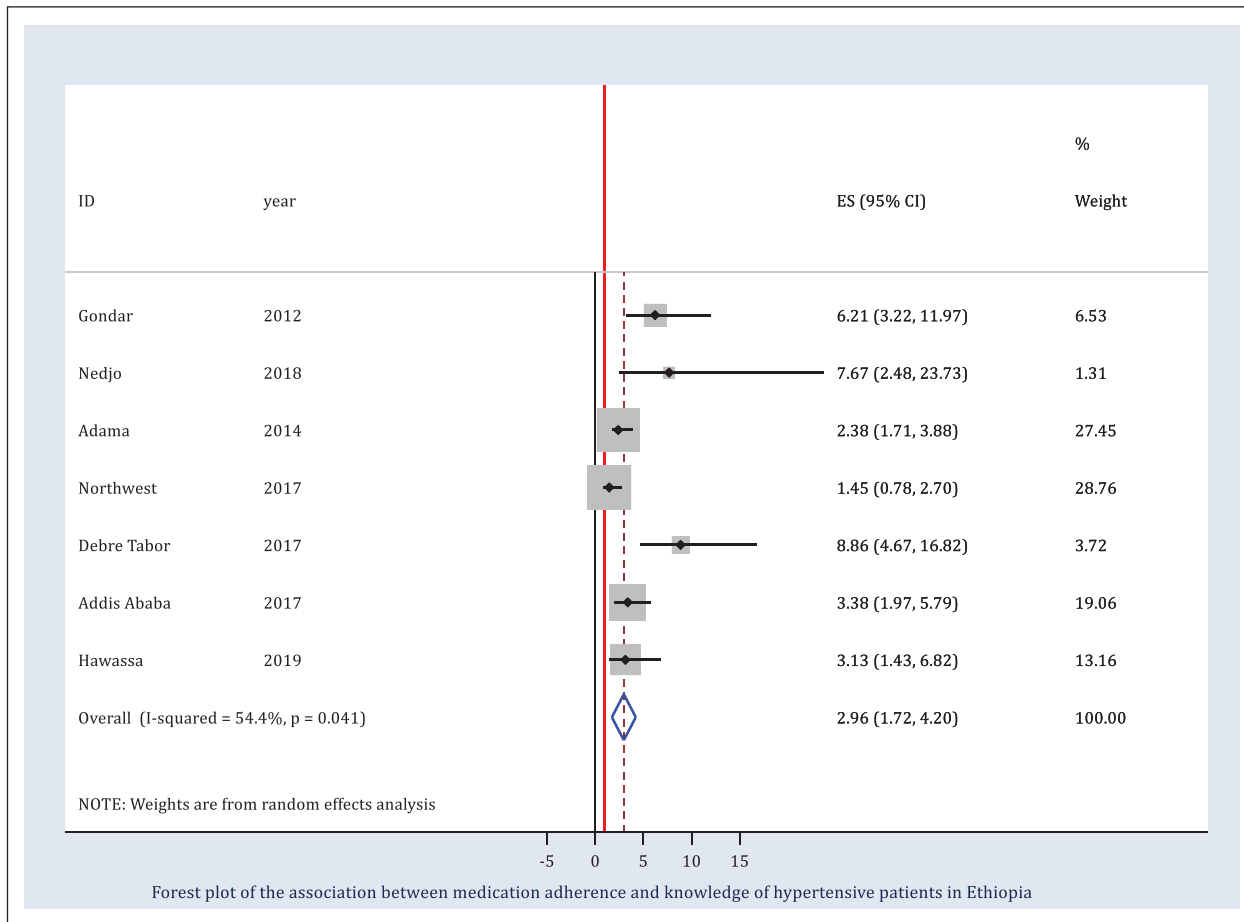 %
ID year ES (95% CI) Weight
Gondar 2012 6.21 (3.22, 11.97) 6.53
Nedjo 2018 7.67 (2.48, 23.73) 1.31
Adama 2014 2.38 (1.71, 3.88) 27.45
Northwest 2017 1.45 (0.78, 2.70) 28.76
Debre Tabor 2017 8.86 (4.67, 16.82) 3.72
Addis Ababa 2017 3.38 (1.97, 5.79) 19.06
Hawassa 2019 3.13 (1.43, 6.82) 13.16
Overall (I-squared = 54.4%, p = 0.041) 2.96 (1.72, 4.20) 100.00
NOTE: Weights are from random effects analysis
-5 0 5 10 15
Forest plot of the association between medication adherence and knowledge of hypertensive patients in Ethiopia